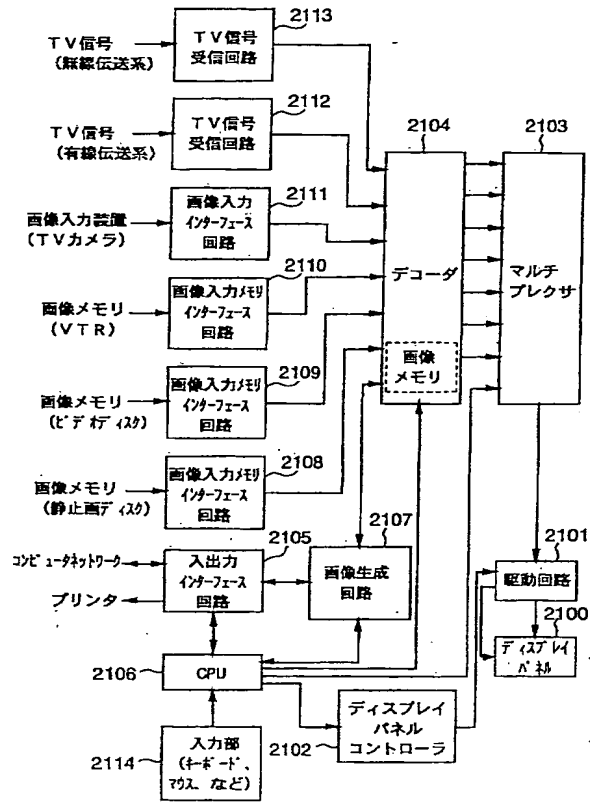 2113
TV信号
(無線伝送系)
TV信号
受信回路
2112
TV信号
(有線伝送系)
TV信号
受信回路
2104
2103
2111
画像入力装置
(TVカメラ)
画像入力
インターフェース
回路
2110
画像メモリ
(VTR)
画像入力メモリ
インターフェース
回路
デコーダ
マルチ
プレクサ
画像
メモリ
2109
画像メモリ
(ビデオディスク)
画像入力メモリ
インターフェース
回路
2108
画像メモリ
(静止画ディスク)
画像入力メモリ
インターフェース
回路
2105
2107
2101
コンピュータネットワーク
プリンタ
入出力
インターフェース
回路
画像生成
回路
駆動回路
2100
ディスプレイ
パネル
2106
CPU
ディスプレイ
パネル
コントローラ
2102
2114
入力部
(キーボード、
マウス、など)